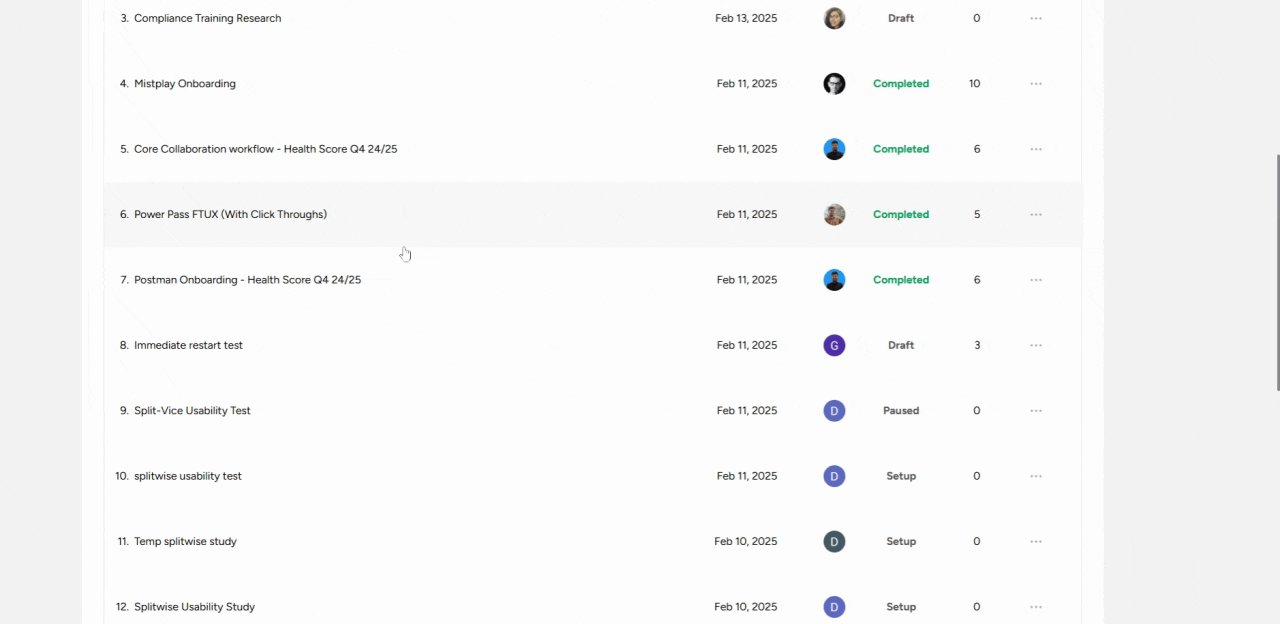 3. Compliance Training Research Feb 13, 2025 Draft 0 ...
4. Mistplay Onboarding Feb 11, 2025 Completed 10 ...
5. Core Collaboration workflow - Health Score Q4 24/25 Feb 11, 2025 Completed 6 ...
6. Power Pass FTUX (With Click Throughs) Feb 11, 2025 Completed 5 ...
7. Postman Onboarding - Health Score Q4 24/25 Feb 11, 2025 Completed 6 ...
8. Immediate restart test Feb 11, 2025 G Draft 3 ...
9. Split-Vice Usability Test Feb 11, 2025 D Paused 0 ...
10. splitwise usability test Feb 11, 2025 D Setup 0 ...
11. Temp splitwise study Feb 10, 2025 D Setup 0 ...
12. Splitwise Usability Study Feb 10, 2025 D Setup 0 ...